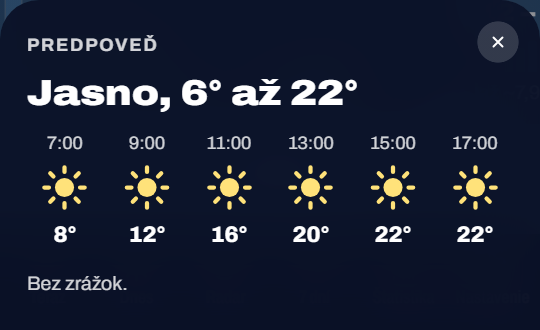 PREDPOVEĎ
Jasno, 6° až 22°
7:00 9:00 11:00 13:00 15:00 17:00
8° 12° 16° 20° 22° 22°
Bez zrážok.